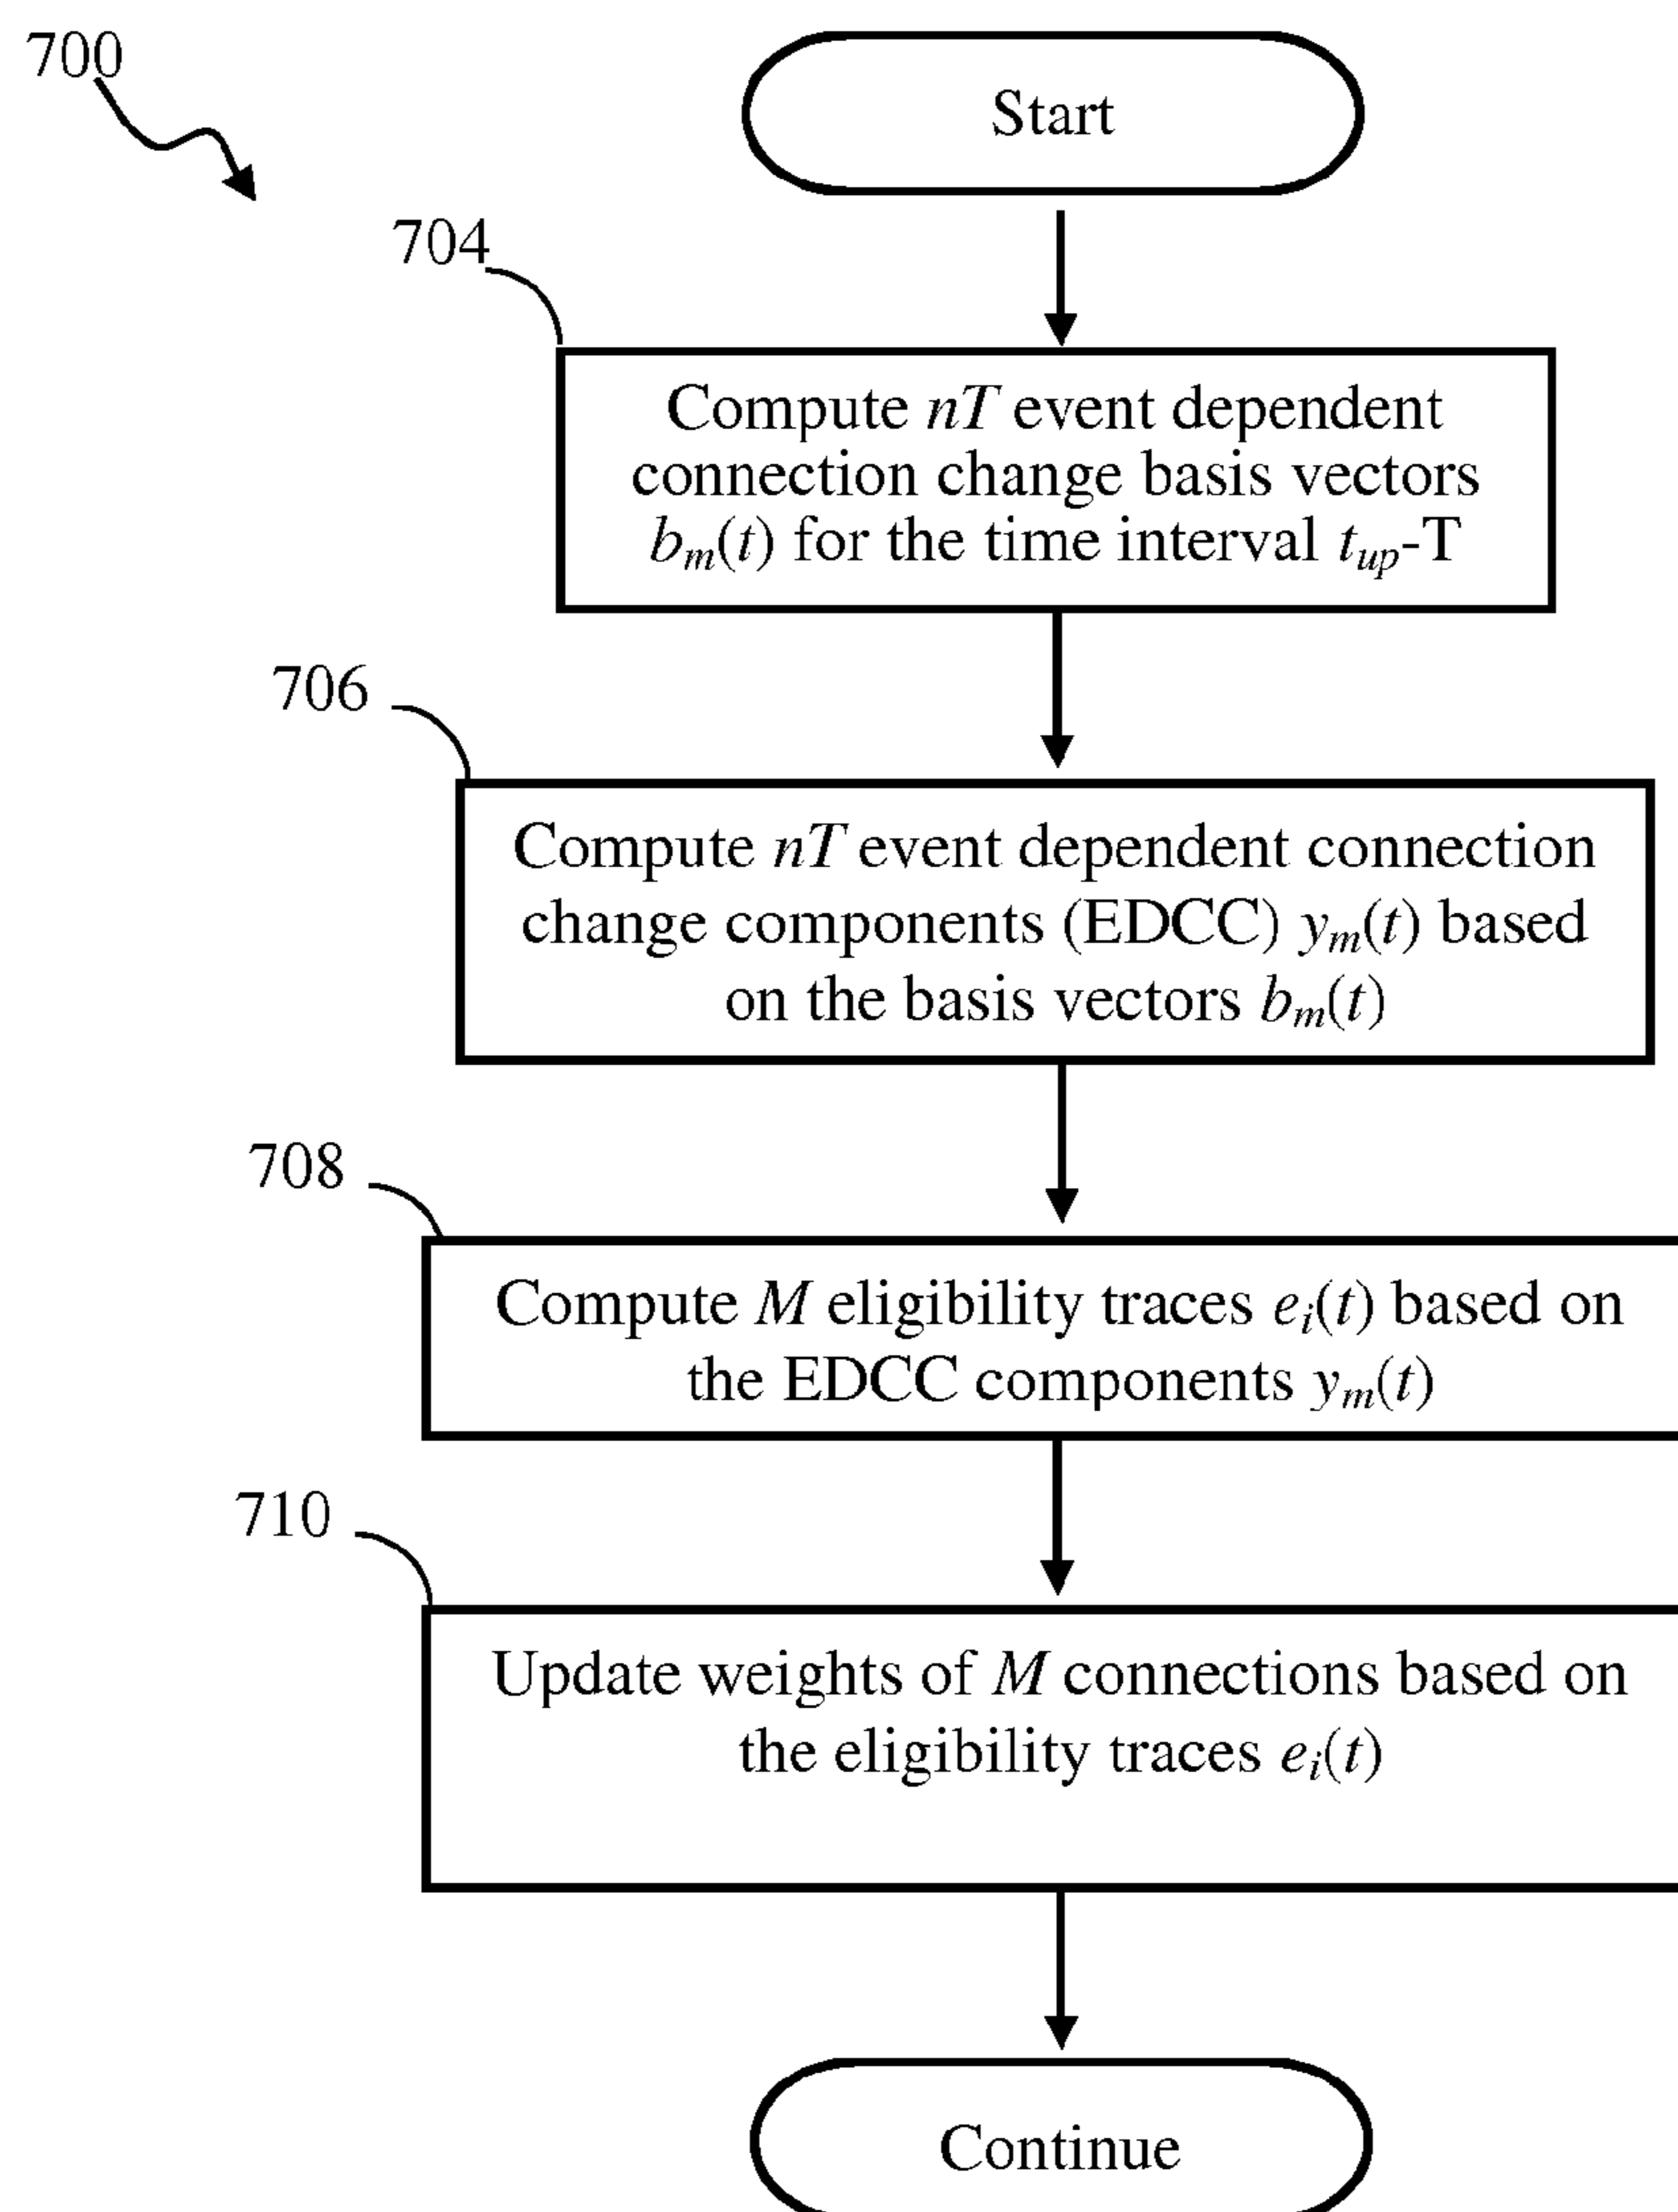 700
Start
704
Compute nT event dependent
connection change basis vectors
bm(t) for the time interval tup-T
706
Compute nT event dependent connection
change components (EDCC) ym(t) based
on the basis vectors bm(t)
708
Compute M eligibility traces ei(t) based on
the EDCC components ym(t)
710
Update weights of M connections based on
the eligibility traces ei(t)
Continue